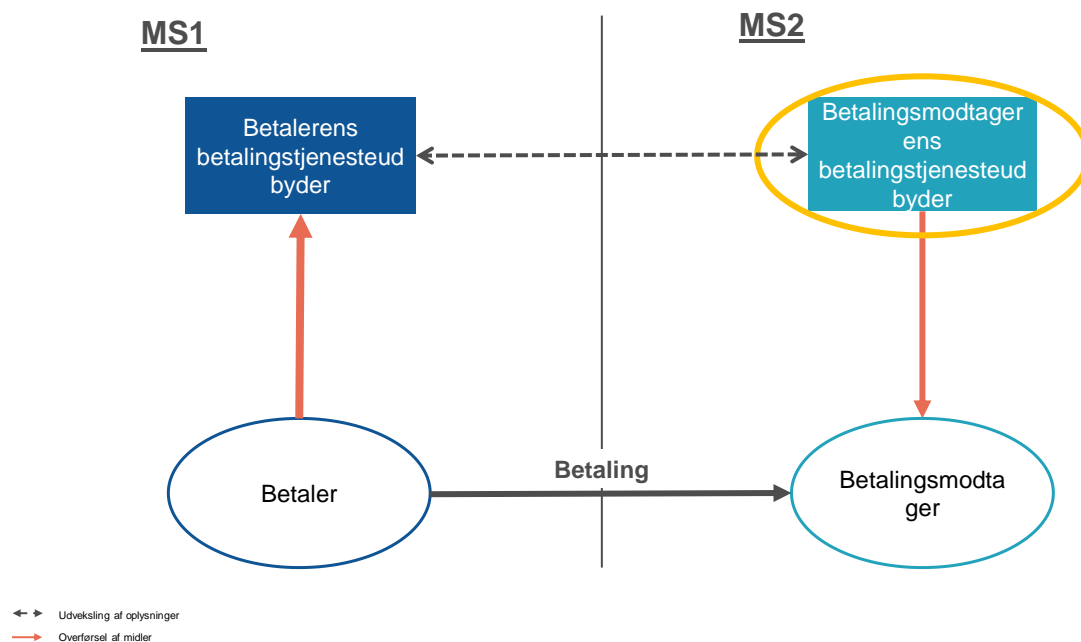 MS1
MS2
Betalerens
betalingstjenesteud
byder
Betalingsmodtager
ens
betalingstjenesteud
byder
Betaling
Betaler
Betalingsmodta
ger
Udveksling af oplysninger
Overførsel af midler